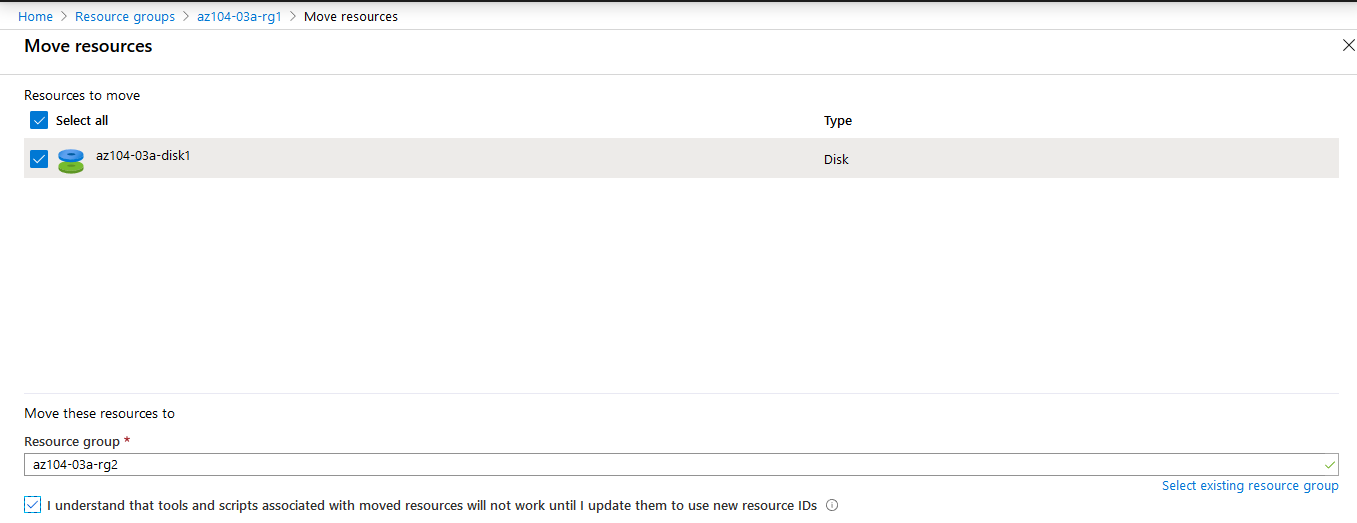 Home > Resource groups > az104-03a-rg1 > Move resources
Move resources
Resources to move
Select all Type
az104-03a-disk1 Disk
Move these resources to
Resource group *
az104-03a-rg2
Select existing resource group
I understand that tools and scripts associated with moved resources will not work until I update them to use new resource IDs